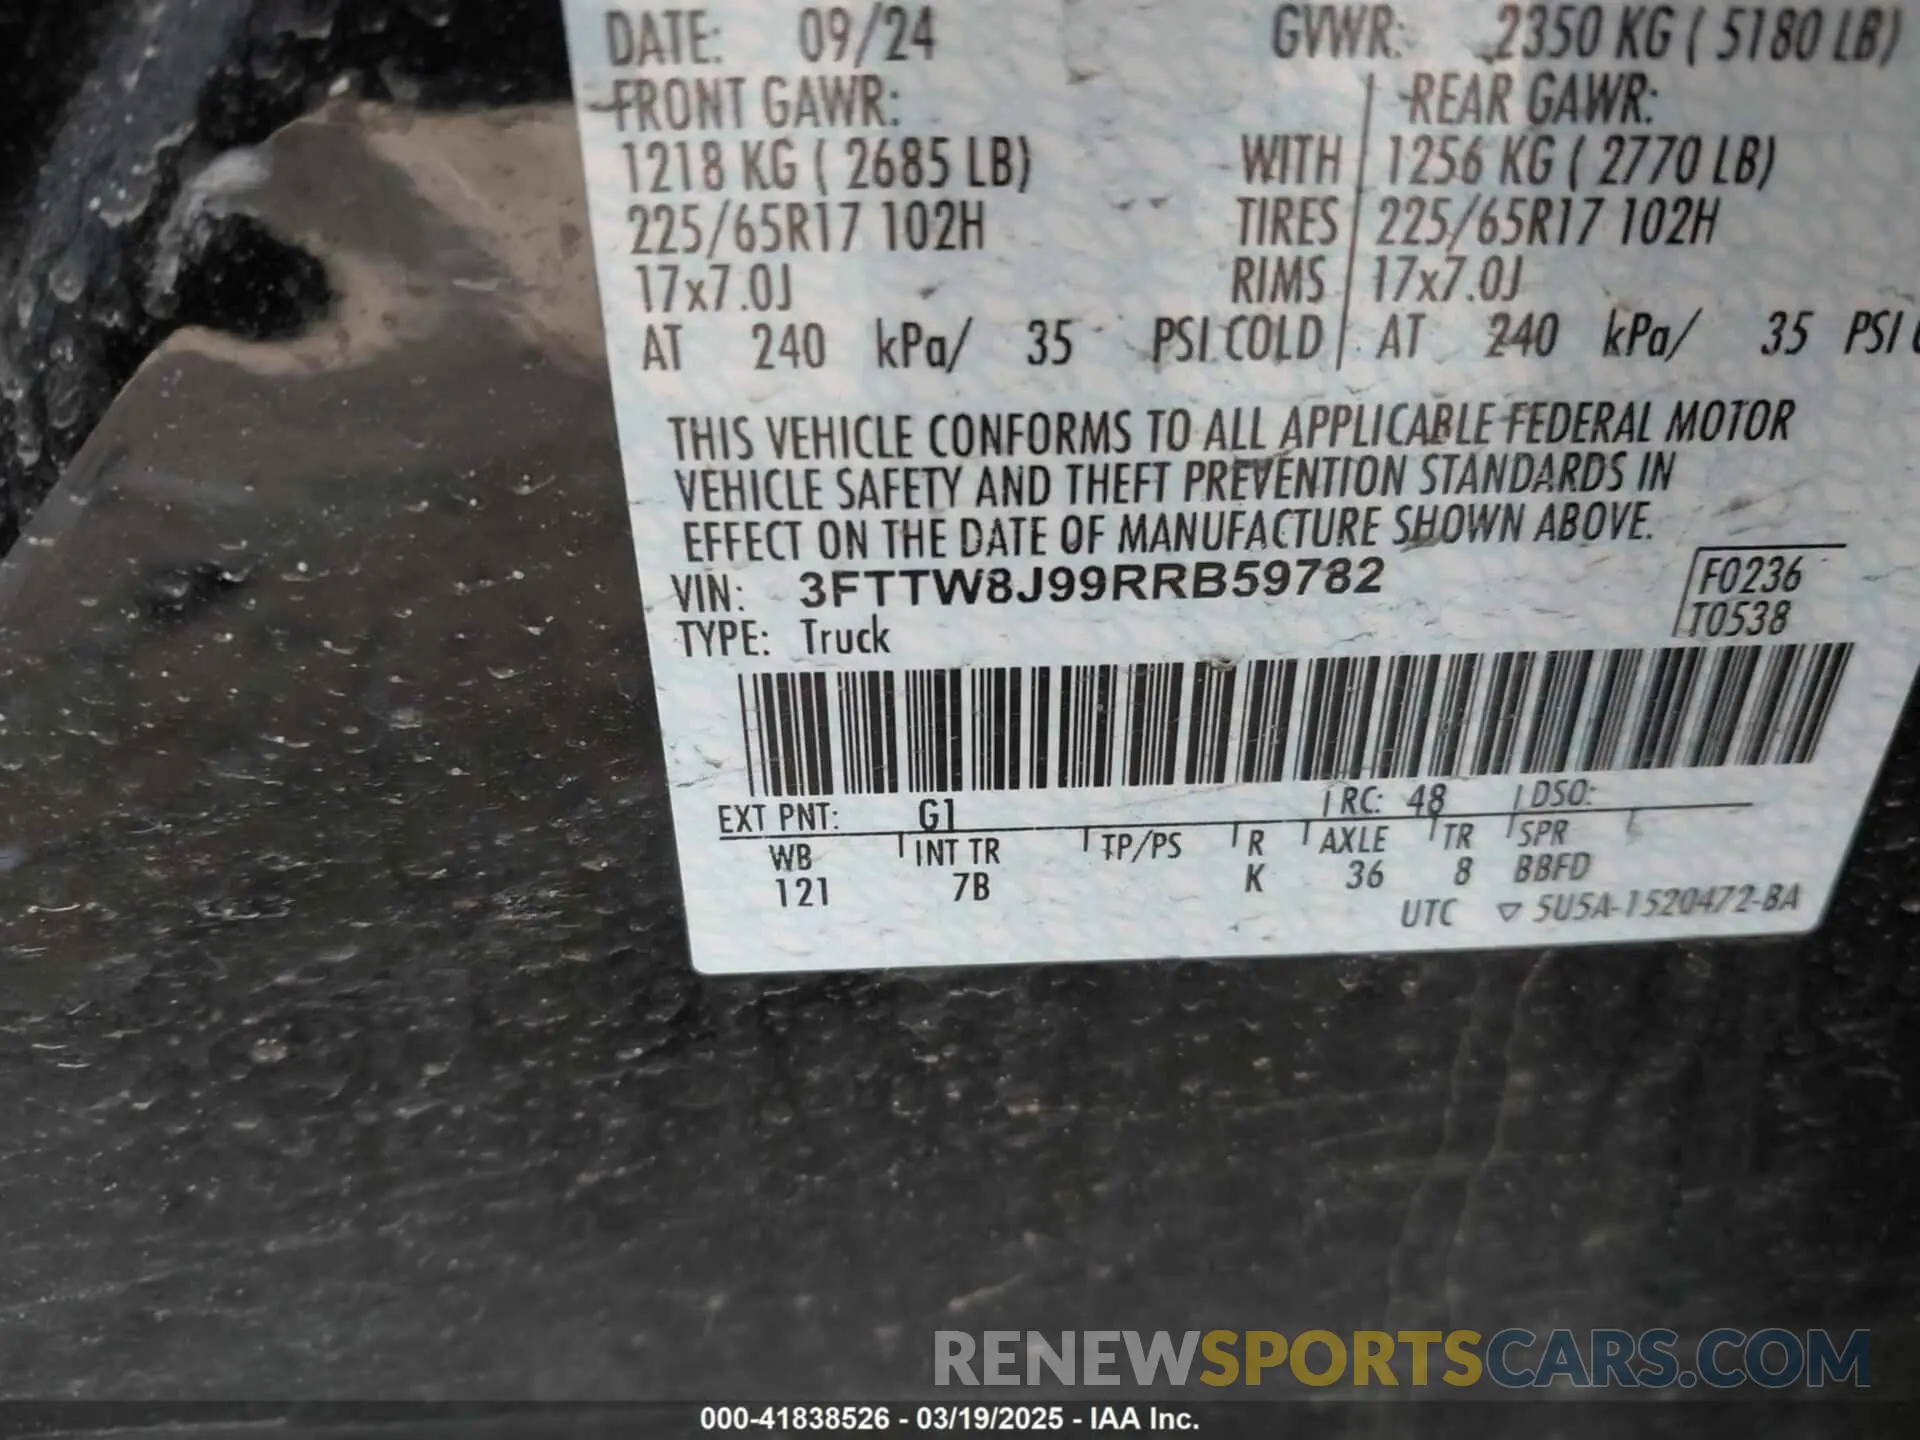 DATE: 09/24 GVWR: 2350 KG ( 5180 LB)
FRONT GAWR: REAR GAWR:
1218 KG ( 2685 LB) WITH 1256 KG ( 2770 LB)
225/65R17 102H TIRES 225/65R17 102H
17x7.0J RIMS 17x7.0J
AT 240 kPa/ 35 PSI COLD AT 240 kPa/ 35 PSI
THIS VEHICLE CONFORMS TO ALL APPLICABLE FEDERAL MOTOR
VEHICLE SAFETY AND THEFT PREVENTION STANDARDS IN
EFFECT ON THE DATE OF MANUFACTURE SHOWN ABOVE.
VIN: 3FTTW8J99RRB59782 F0236
TYPE: Truck T0538
EXT PNT: G1 RC: 48 DSO:
WB INT TR TP/PS R AXLE TR SPR
121 7B K 36 8 BBFD
UTC ▽ 5U5A-1520472-BA
RENEWSPORTSCARS.COM
000-41838526 - 03/19/2025 - IAA Inc.